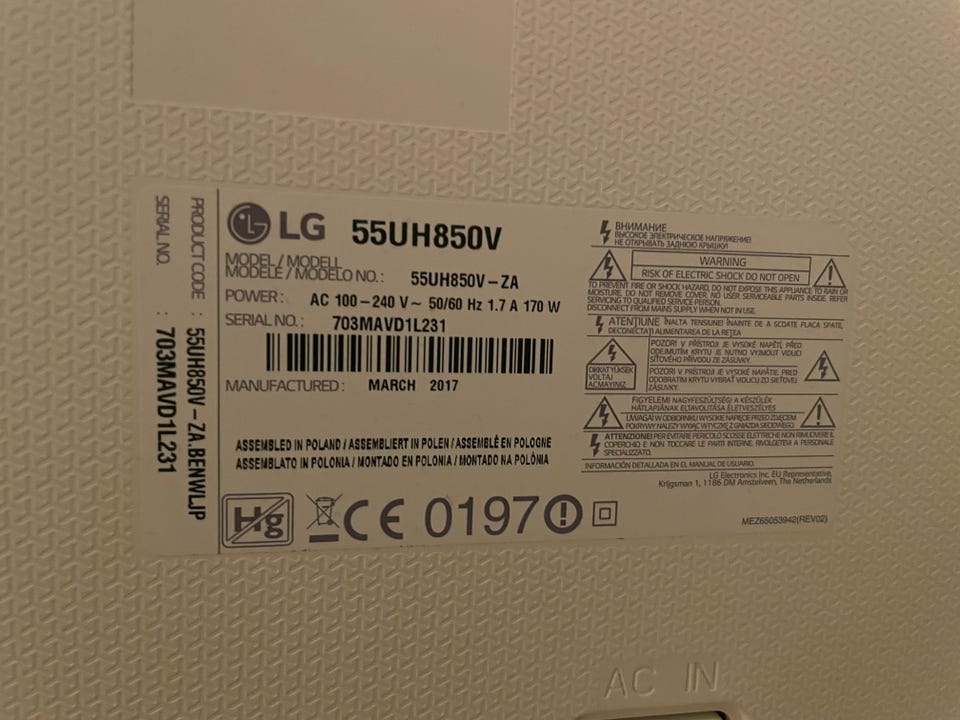 SERIAL NO. : 703MAVD1L231
PRODUCT CODE : 55UH850V-ZA.BENWLJP
LG 55UH850V
MODEL / MODELL
MODÈLE / MODELO NO.: 55UH850V-ZA
POWER: AC 100-240 V ~ 50/60 Hz 1.7 A 170 W
SERIAL NO.: 703MAVD1L231
MANUFACTURED: MARCH 2017
ASSEMBLED IN POLAND / ASSEMBLIERT IN POLEN / ASSEMBLÉ EN POLOGNE
ASSEMBLATO IN POLONIA / MONTADO EN POLONIA / MONTADO NA POLÔNIA
Hg CE 0197
ВНИМАНИЕ
ВЫСОКОЕ ЭЛЕКТРИЧЕСКОЕ НАПРЯЖЕНИЕ!
НЕ ОТКРЫВАТЬ ЗАДНЮЮ КРЫШКУ!
WARNING
RISK OF ELECTRIC SHOCK DO NOT OPEN
TO PREVENT FIRE OR SHOCK HAZARD, DO NOT EXPOSE THIS APPLIANCE TO RAIN OR
MOISTURE. DO NOT REMOVE COVER. NO USER SERVICEABLE PARTS INSIDE. REFER
SERVICING TO QUALIFIED SERVICE PERSON.
DISCONNECT FROM MAINS SUPPLY WHEN NOT IN USE.
ATENȚIUNE ÎNALTA TENSIUNE! ÎNAINTE DE A SCOATE PLACA SPATE,
DECONECTAȚI ALIMENTAREA DE LA REȚEA
DIKKAT YÜKSEK
VOLTAJ
AÇMAYINIZ
POZOR! V PŘÍSTROJI JE VYSOKÉ NAPĚTÍ, PŘED
ODEJMUTÍM KRYTU JE NUTNO VYJMOUT VIDLICI
SÍŤOVÉHO PŘÍVODU ZE ZÁSUVKY.
POZOR! V PRÍSTROJI JE VYSOKÉ NAPÄTIE. PRED
ODOBRATÍM KRYTU VYBRAŤ VIDLICU ZO SIEŤOVEJ
ZÁSUVKY.
FIGYELEM! NAGYFESZÜLTSÉG! A KÉSZÜLÉK
HÁTLAPJÁNAK ELTÁVOLÍTÁSA ÉLETVESZÉLYES
UWAGA! W ODBIORNIKU WYSOKIE NAPIĘCIE PRZED ZDJĘCIEM
POKRYWY NALEŻY WYJĄĆ WTYCZKĘ Z GNIAZDA SIECIOWEGO
ATTENZIONE! PER EVITARE PERICOLO SCOSSE ELETTRICHE NON RIMUOVERE IL
COPERCHIO E NON TOCCARE LE PARTI INTERNE. RIVOLGETEVI A PERSONALE
SPECIALIZZATO.
INFORMACIÓN DETALLADA EN EL MANUAL DE USUARIO.
LG Electronics Inc. EU Representative,
Krijgsman 1, 1186 DM Amstelveen, The Netherlands
MEZ65053942(REV02)
AC IN